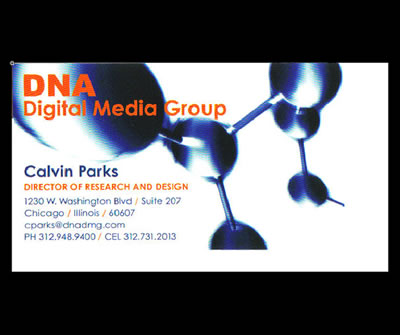 DNA
Digital Media Group
Calvin Parks
DIRECTOR OF RESEARCH AND DESIGN
1230 W. Washington Blvd / Suite 207
Chicago / Illinois / 60607
cparks@dnadmg.com
PH 312.948.9400 / CEL 312.731.2013